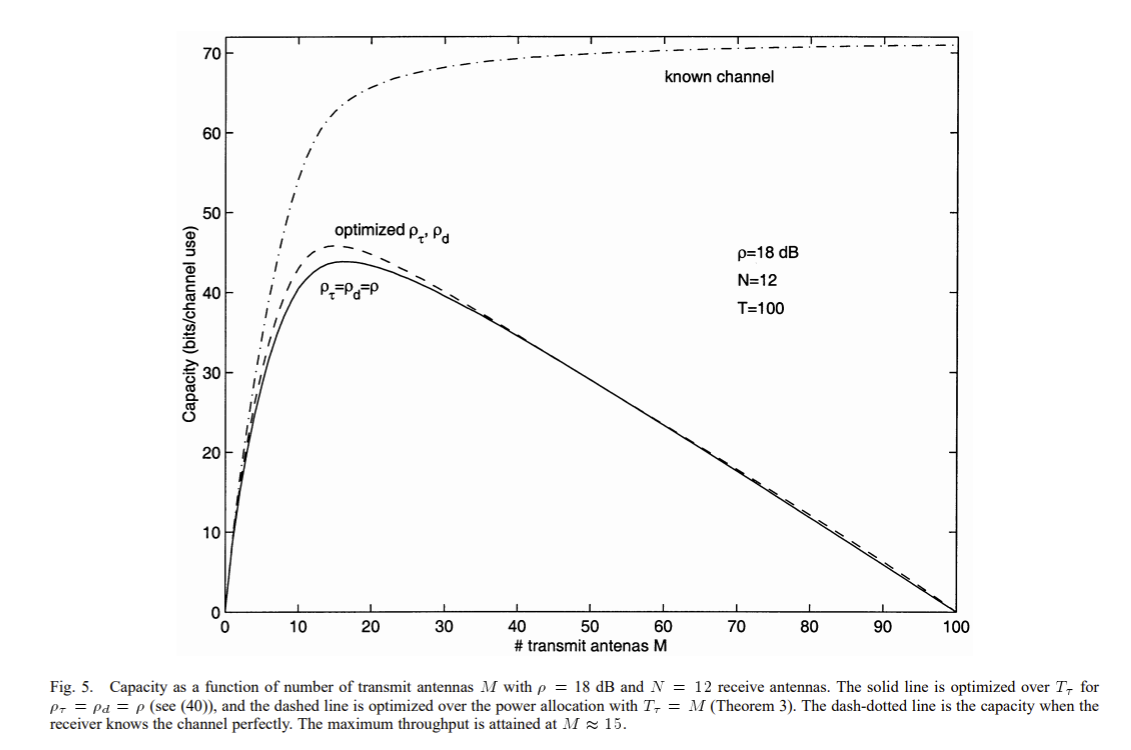 70
known channel
60
50
optimized ρτ, ρd
ρ=18 dB
N=12
T=100
40
ρτ=ρd=ρ
30
20
10
0
Capacity (bits/channel use)
0 10 20 30 40 50 60 70 80 90 100
# transmit antenas M
Fig. 5. Capacity as a function of number of transmit antennas M with ρ = 18 dB and N = 12 receive antennas. The solid line is optimized over Tτ for
ρτ = ρd = ρ (see (40)), and the dashed line is optimized over the power allocation with Tτ = M (Theorem 3). The dash-dotted line is the capacity when the
receiver knows the channel perfectly. The maximum throughput is attained at M ≈ 15.